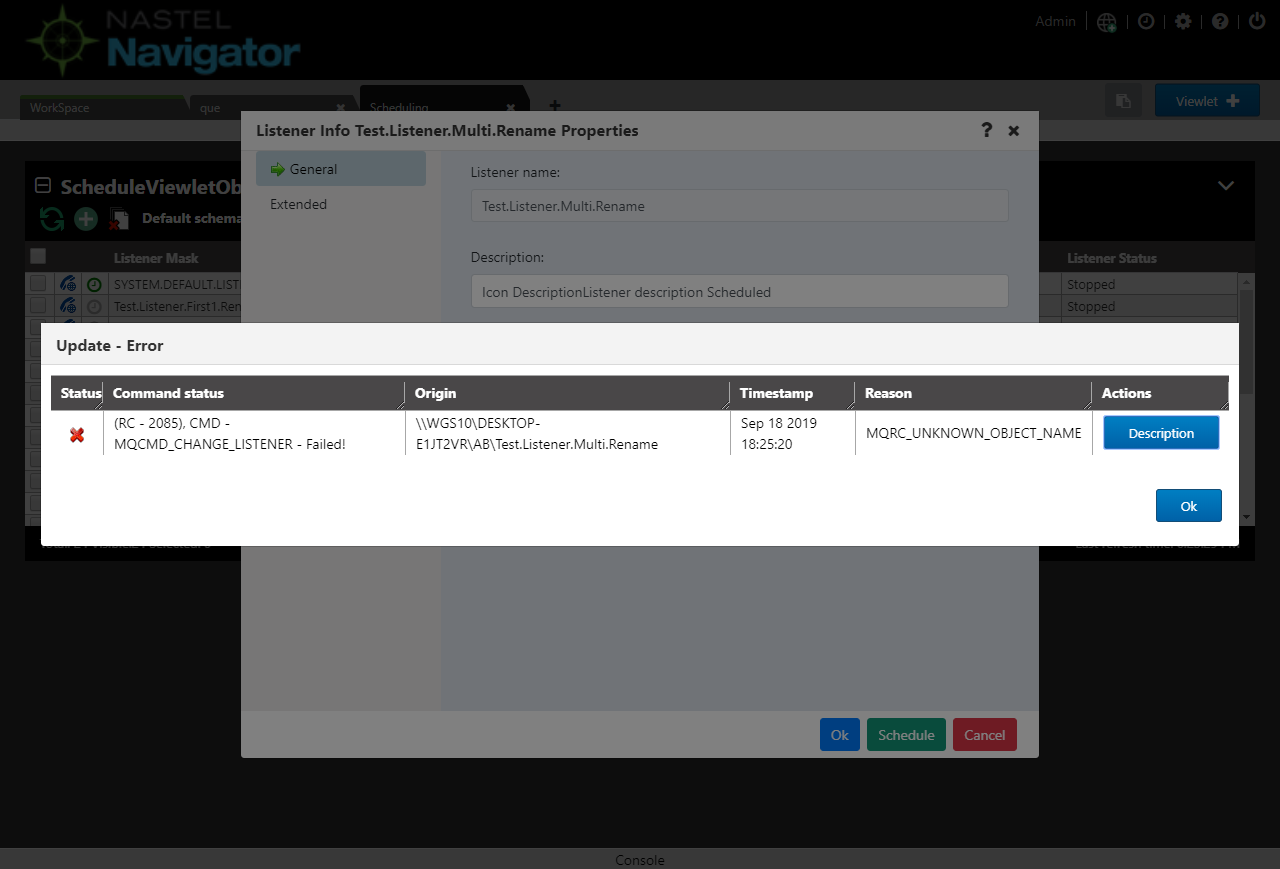 NASTEL
Navigator
Admin
WorkSpace
que
Scheduling
Viewlet
Listener Info Test.Listener.Multi.Rename Properties
General
Extended
Listener name:
Test.Listener.Multi.Rename
Description:
Icon DescriptionListener description Scheduled
ScheduleViewletOb
Default schema
Listener Mask
Listener Status
SYSTEM.DEFAULT.LIST
Stopped
Test.Listener.First1.Ren
Stopped
Update - Error
Status Command status Origin Timestamp Reason Actions
(RC - 2085), CMD -
MQCMD_CHANGE_LISTENER - Failed!
\\WGS10\DESKTOP-
E1JT2VR\AB\Test.Listener.Multi.Rename
Sep 18 2019
18:25:20
MQRC_UNKNOWN_OBJECT_NAME
Description
Ok
Ok
Schedule
Cancel
Console